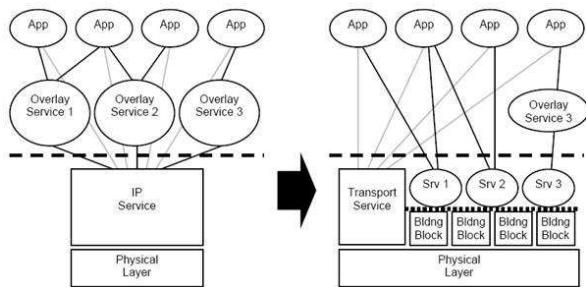 App App App App
Overlay
Service 1
Overlay
Service 2
Overlay
Service 3
IP
Service
Physical
Layer
App App App App
Overlay
Service 3
Transport
Service
Srv 1 Srv 2 Srv 3
Bldng
Block
Bldng
Block
Bldng
Block
Bldng
Block
Physical
Layer